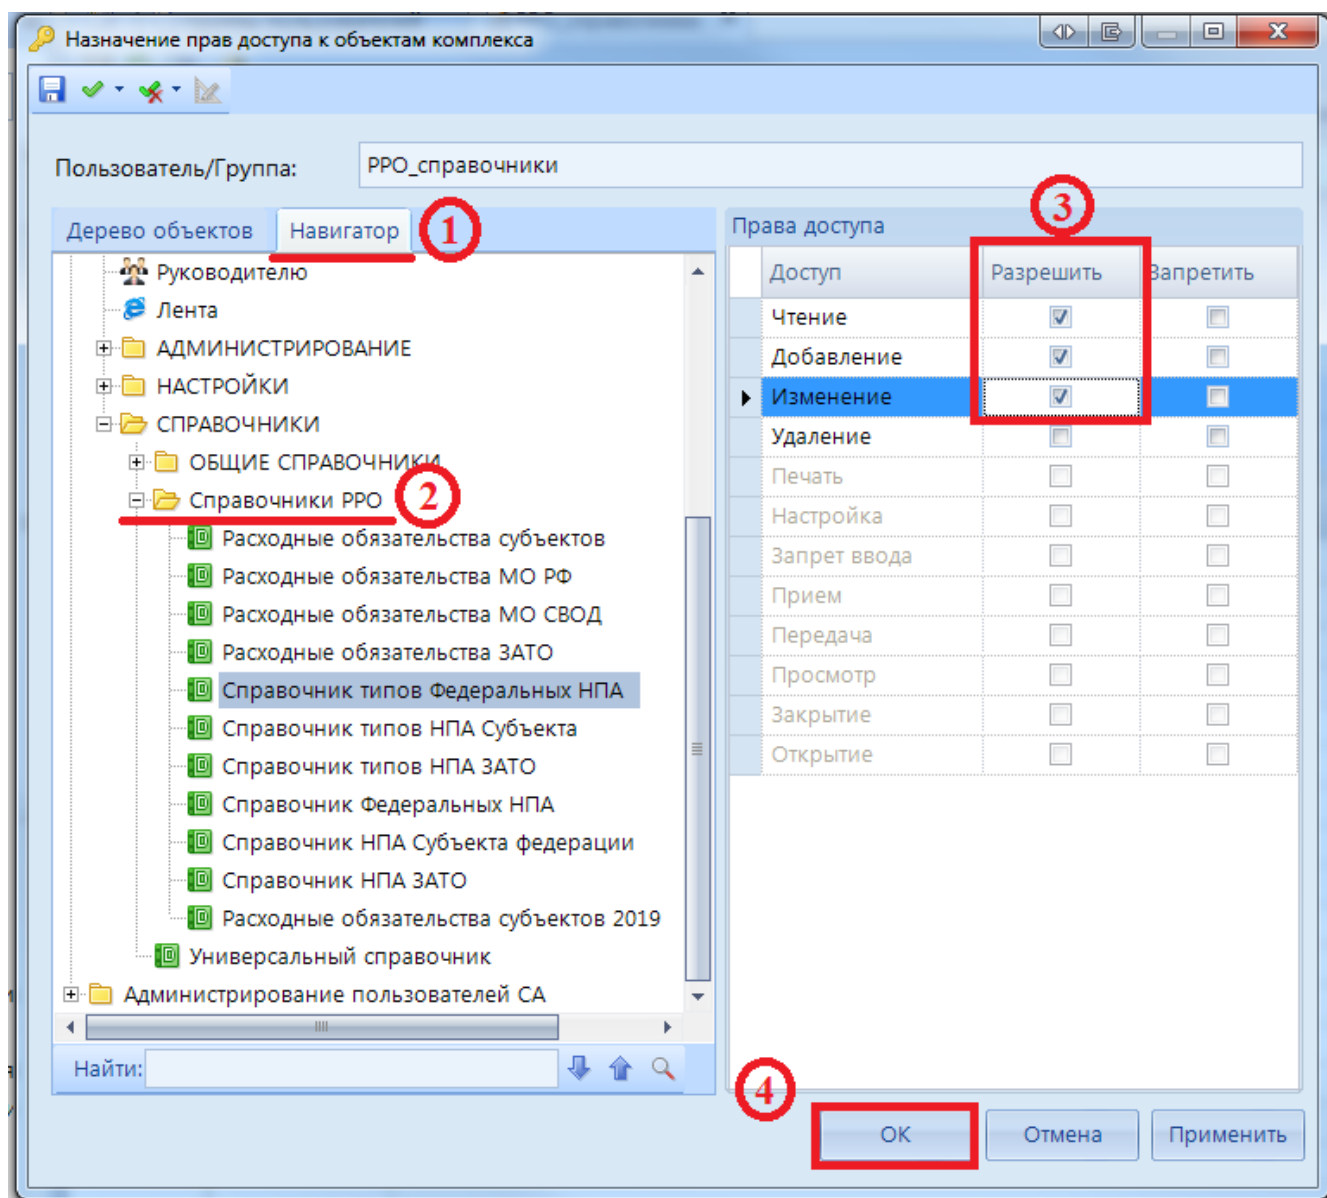 Назначение прав доступа к объектам комплекса
Пользователь/Группа:
РРО_справочники
Дерево объектов
Навигатор
1
Руководителю
Лента
АДМИНИСТРИРОВАНИЕ
НАСТРОЙКИ
СПРАВОЧНИКИ
ОБЩИЕ СПРАВОЧНИКИ
Справочники РРО
2
Расходные обязательства субъектов
Расходные обязательства МО РФ
Расходные обязательства МО СВОД
Расходные обязательства ЗАТО
Справочник типов Федеральных НПА
Справочник типов НПА Субъекта
Справочник типов НПА ЗАТО
Справочник Федеральных НПА
Справочник НПА Субъекта федерации
Справочник НПА ЗАТО
Расходные обязательства субъектов 2019
Универсальный справочник
Администрирование пользователей СА
Найти:
Права доступа
3
Доступ Разрешить Запретить
Чтение
Добавление
Изменение
Удаление
Печать
Настройка
Запрет ввода
Прием
Передача
Просмотр
Закрытие
Открытие
4
ОК
Отмена
Применить